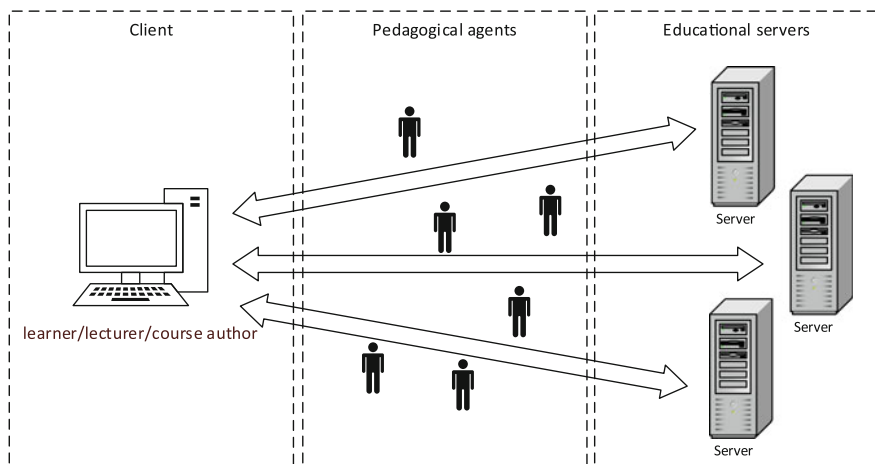 Client
Pedagogical agents
Educational servers
Server
Server
learner/lecturer/course author
Server